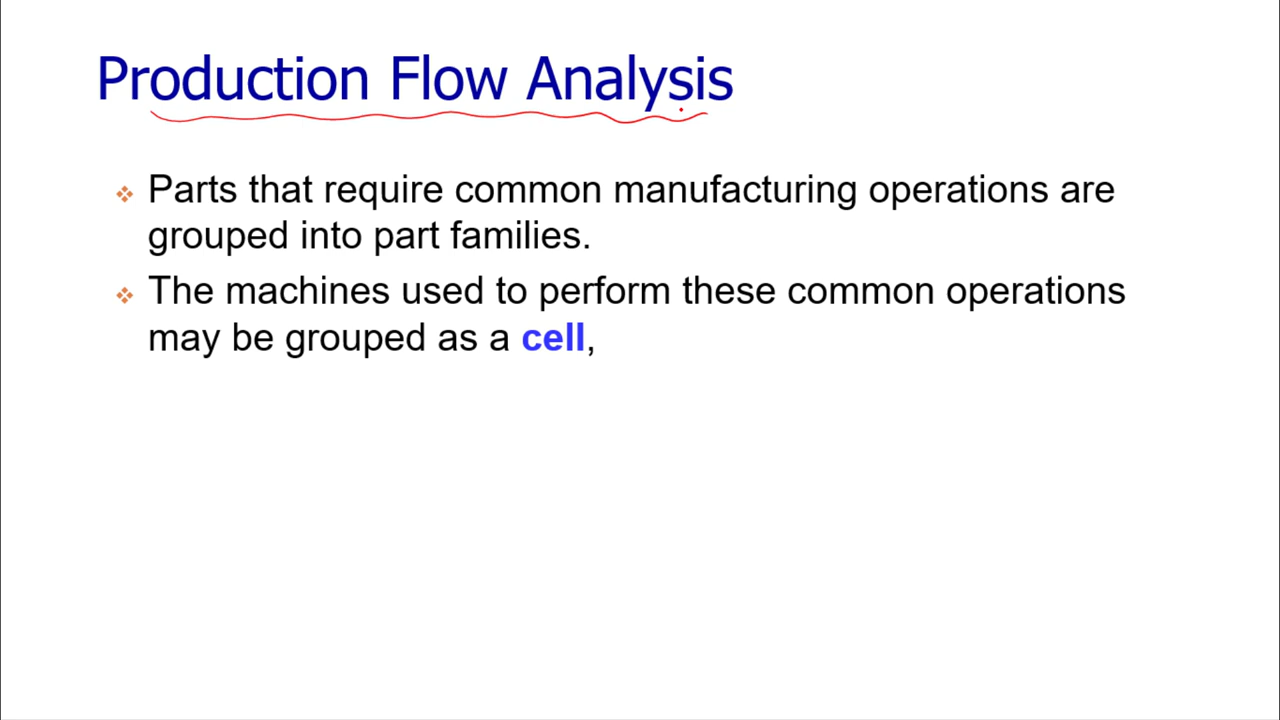 Production Flow Analysis
Parts that require common manufacturing operations are
grouped into part families.
The machines used to perform these common operations
may be grouped as a cell,